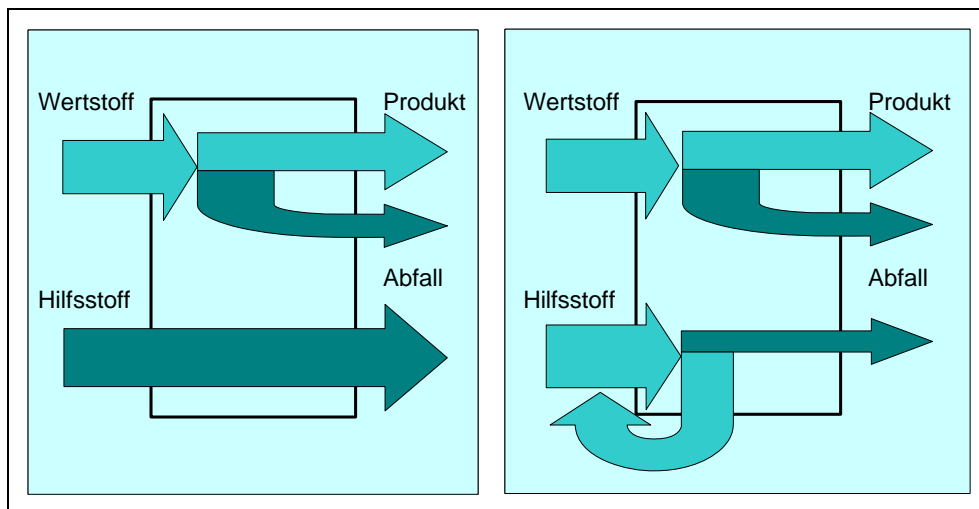 Wertstoff
Produkt
Hilfsstoff
Abfall
Wertstoff
Produkt
Hilfsstoff
Abfall